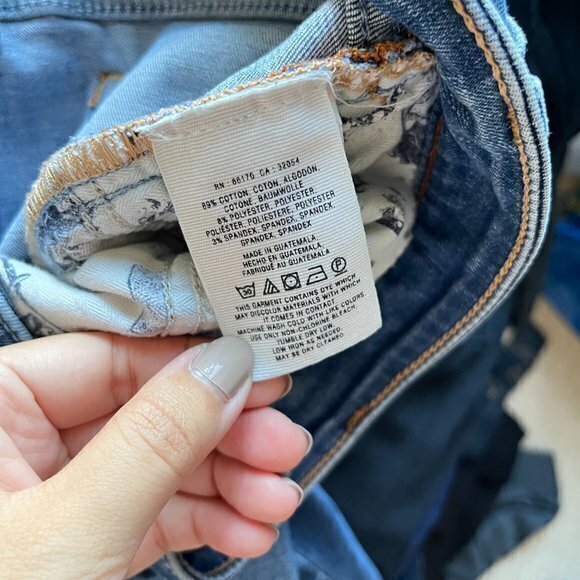 RN : 66170 CA : 32054
89% COTTON, COTON, ALGODÓN,
COTONE, BAUMWOLLE
8% POLYESTER, POLYESTER,
POLIÉSTER, POLIESTERE, POLYESTER
3% SPANDEX, SPANDEX, SPANDEX,
SPANDEX, SPANDEX
MADE IN GUATEMALA
HECHO EN GUATEMALA
FABRIQUÉ AU GUATEMALA
30 P
THIS GARMENT CONTAINS DYE WHICH
MAY DISCOLOR MATERIALS WITH WHICH
IT COMES IN CONTACT.
MACHINE WASH COLD WITH LIKE COLORS.
USE ONLY NON-CHLORINE BLEACH.
TUMBLE DRY LOW.
LOW IRON AS NEEDED.
MAY BE DRY CLEANED.